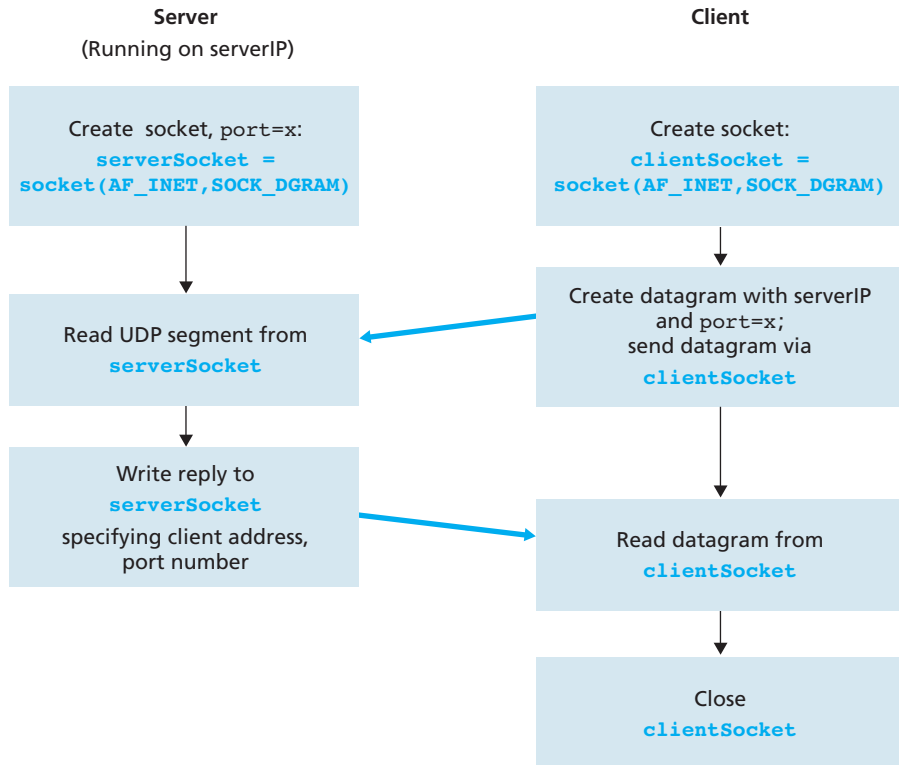 Server
(Running on serverIP)
Create socket, port=x:
serverSocket =
socket(AF_INET,SOCK_DGRAM)
Read UDP segment from
serverSocket
Write reply to
serverSocket
specifying client address,
port number
Client
Create socket:
clientSocket =
socket(AF_INET,SOCK_DGRAM)
Create datagram with serverIP
and port=x;
send datagram via
clientSocket
Read datagram from
clientSocket
Close
clientSocket